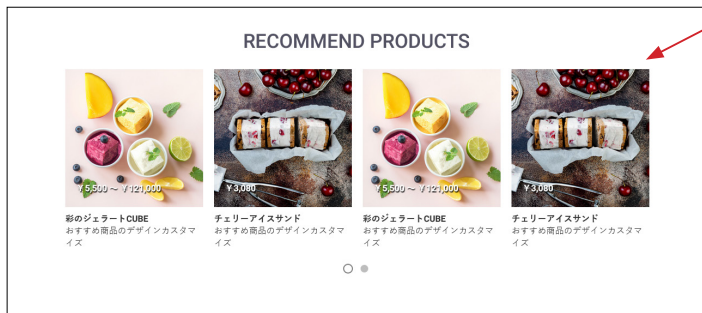 RECOMMEND PRODUCTS
¥5,500 ～ ¥121,000
¥3,080
¥5,500 ～ ¥121,000
¥3,080
彩のジェラートCUBE
おすすめ商品のデザインカスタマ
イズ
チェリーアイスサンド
おすすめ商品のデザインカスタマ
イズ
彩のジェラートCUBE
おすすめ商品のデザインカスタマ
イズ
チェリーアイスサンド
おすすめ商品のデザインカスタマ
イズ